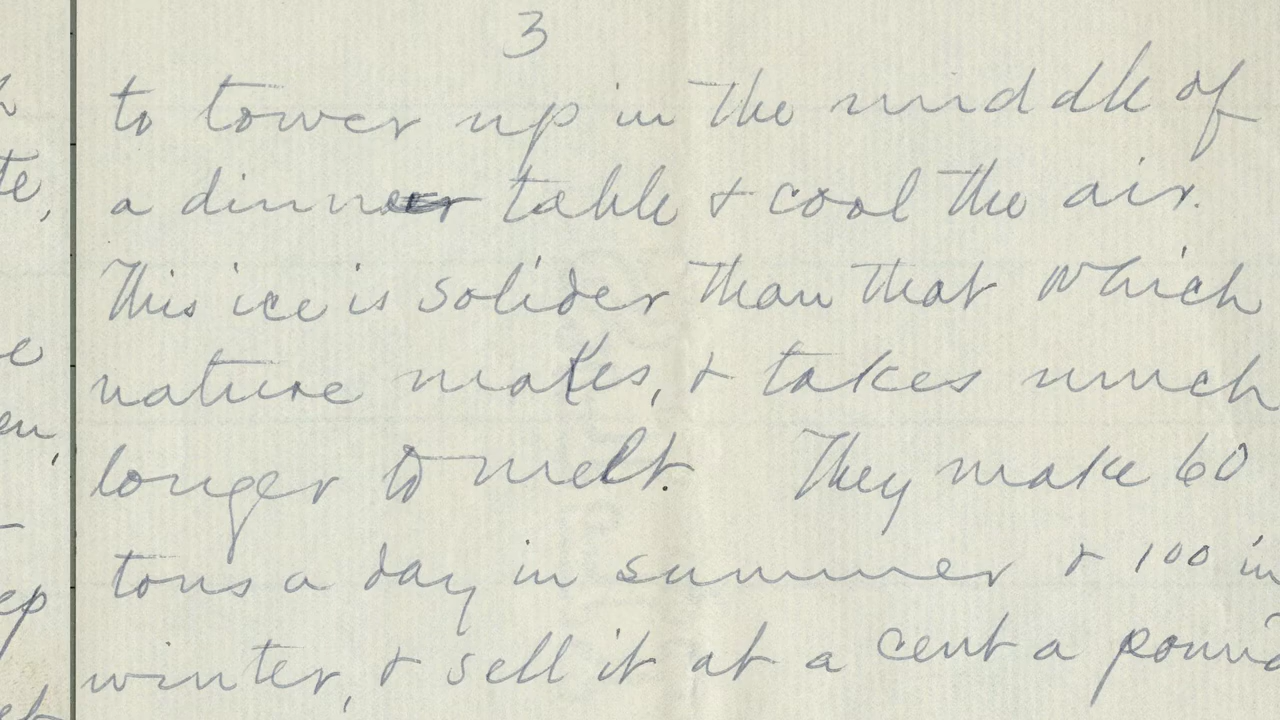 3
to tower up in the middle of
a dinner table & cool the air.
This ice is solider than that which
nature makes, & takes much
longer to melt. They make 60
tons a day in summer & 100 in
winter, & sell it at a cent a pound